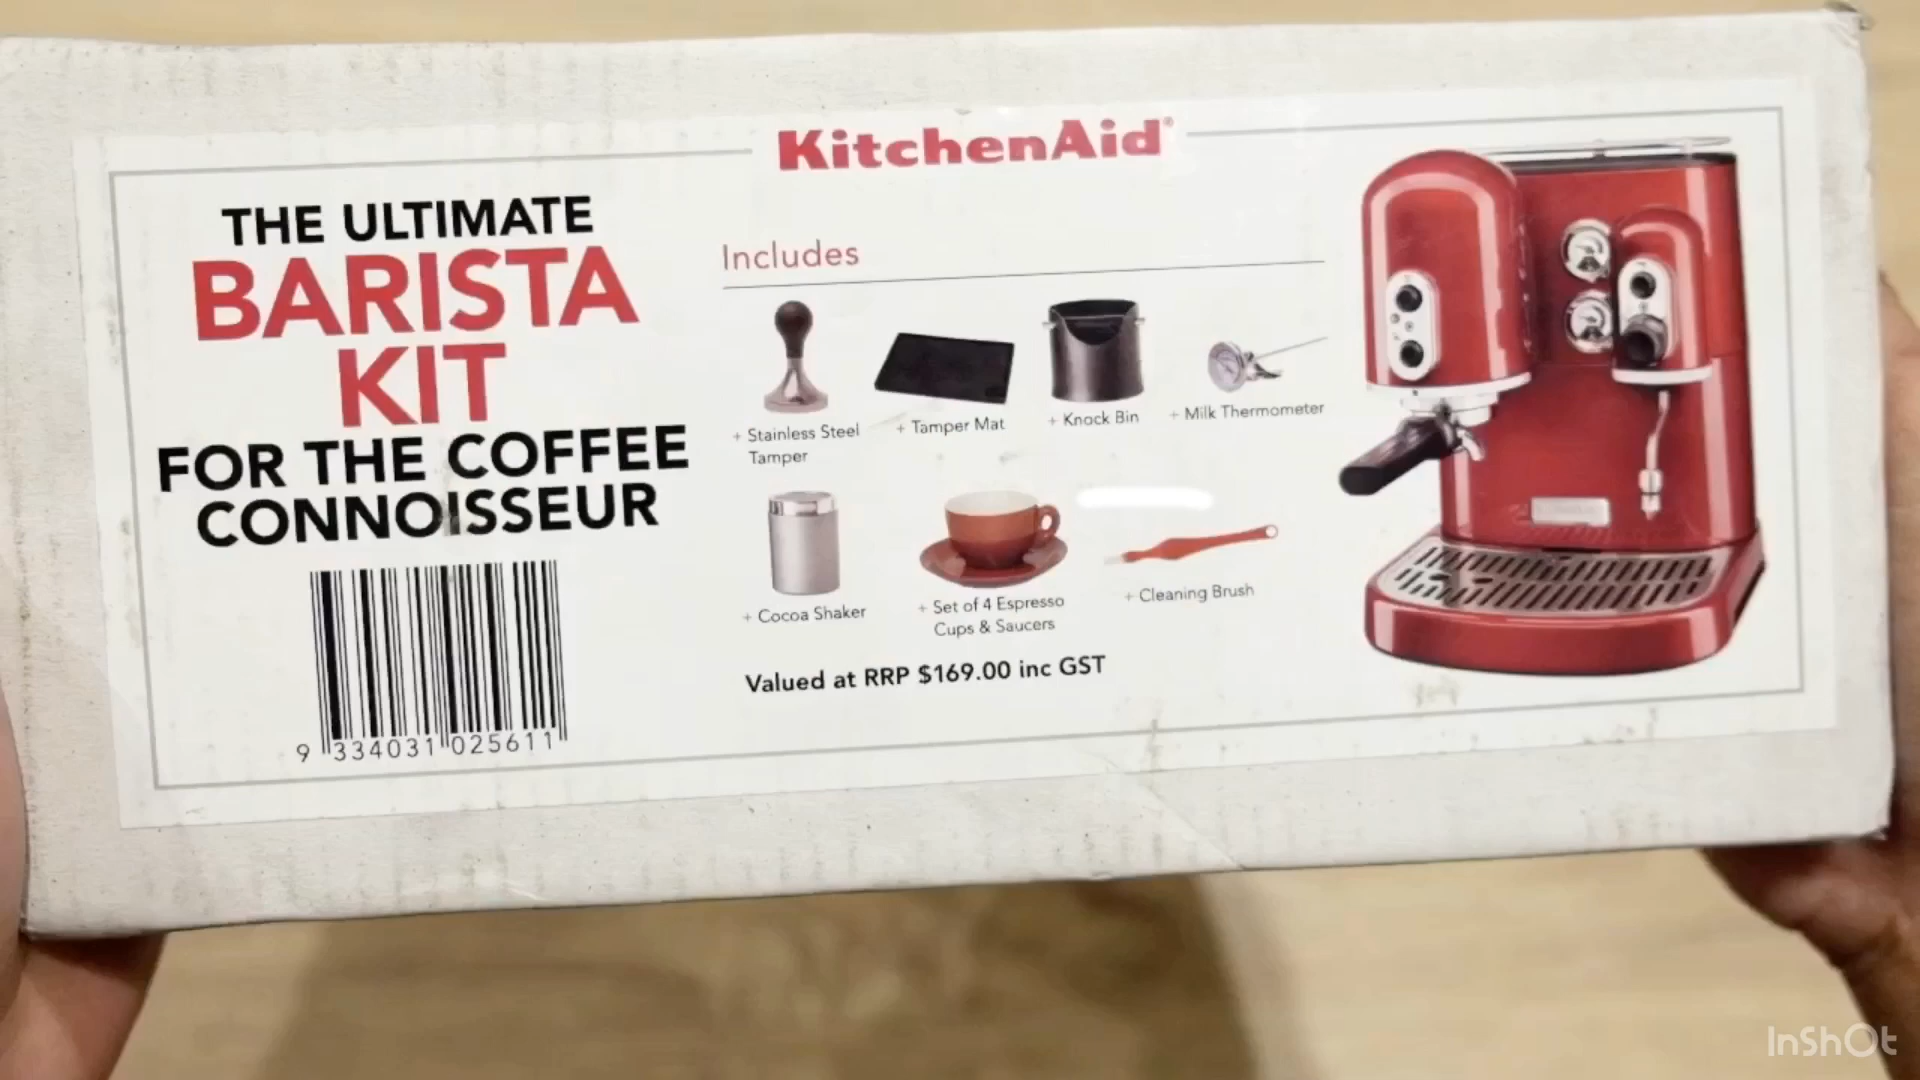 KitchenAid®
THE ULTIMATE
BARISTA
KIT
FOR THE COFFEE
CONNOISSEUR
9 334031 025611
Includes
+ Stainless Steel
Tamper
+ Tamper Mat
+ Knock Bin
+ Milk Thermometer
+ Cocoa Shaker
+ Set of 4 Espresso
Cups & Saucers
+ Cleaning Brush
Valued at RRP $169.00 inc GST
InShOt